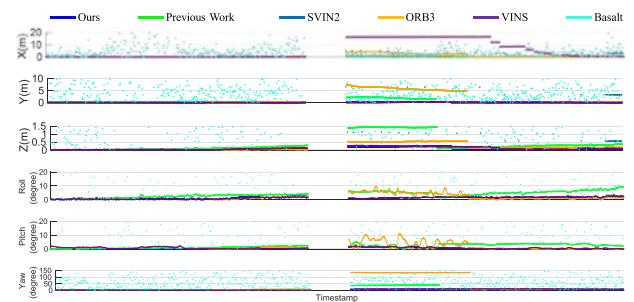 Ours Previous Work SVIN2 ORB3 VINS Basalt
X(m)
20
10
0
Y(m)
10
5
0
Z(m)
1.5
0.5
0
Roll
(degree)
20
10
0
Pitch
(degree)
20
10
0
Yaw
(degree)
150
100
50
0
Timestamp